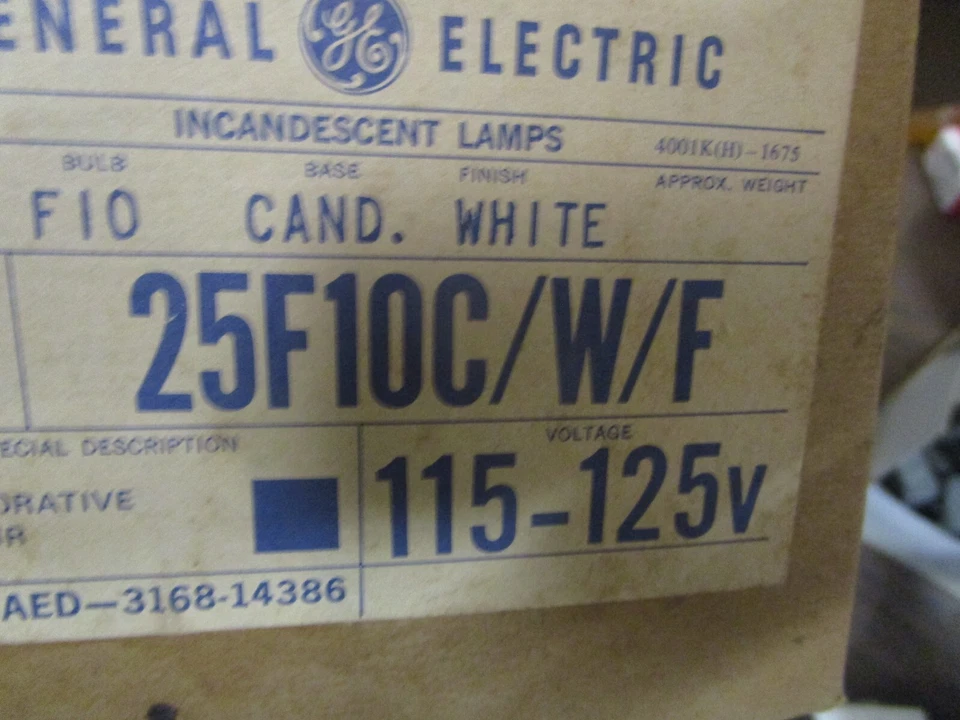 ENERAL GE ELECTRIC
INCANDESCENT LAMPS 4001K(H)-1675
BULB BASE FINISH APPROX. WEIGHT
F10 CAND. WHITE
25F10C/W/F
ECIAL DESCRIPTION VOLTAGE
ORATIVE
115-125V
R
AED-3168-14386